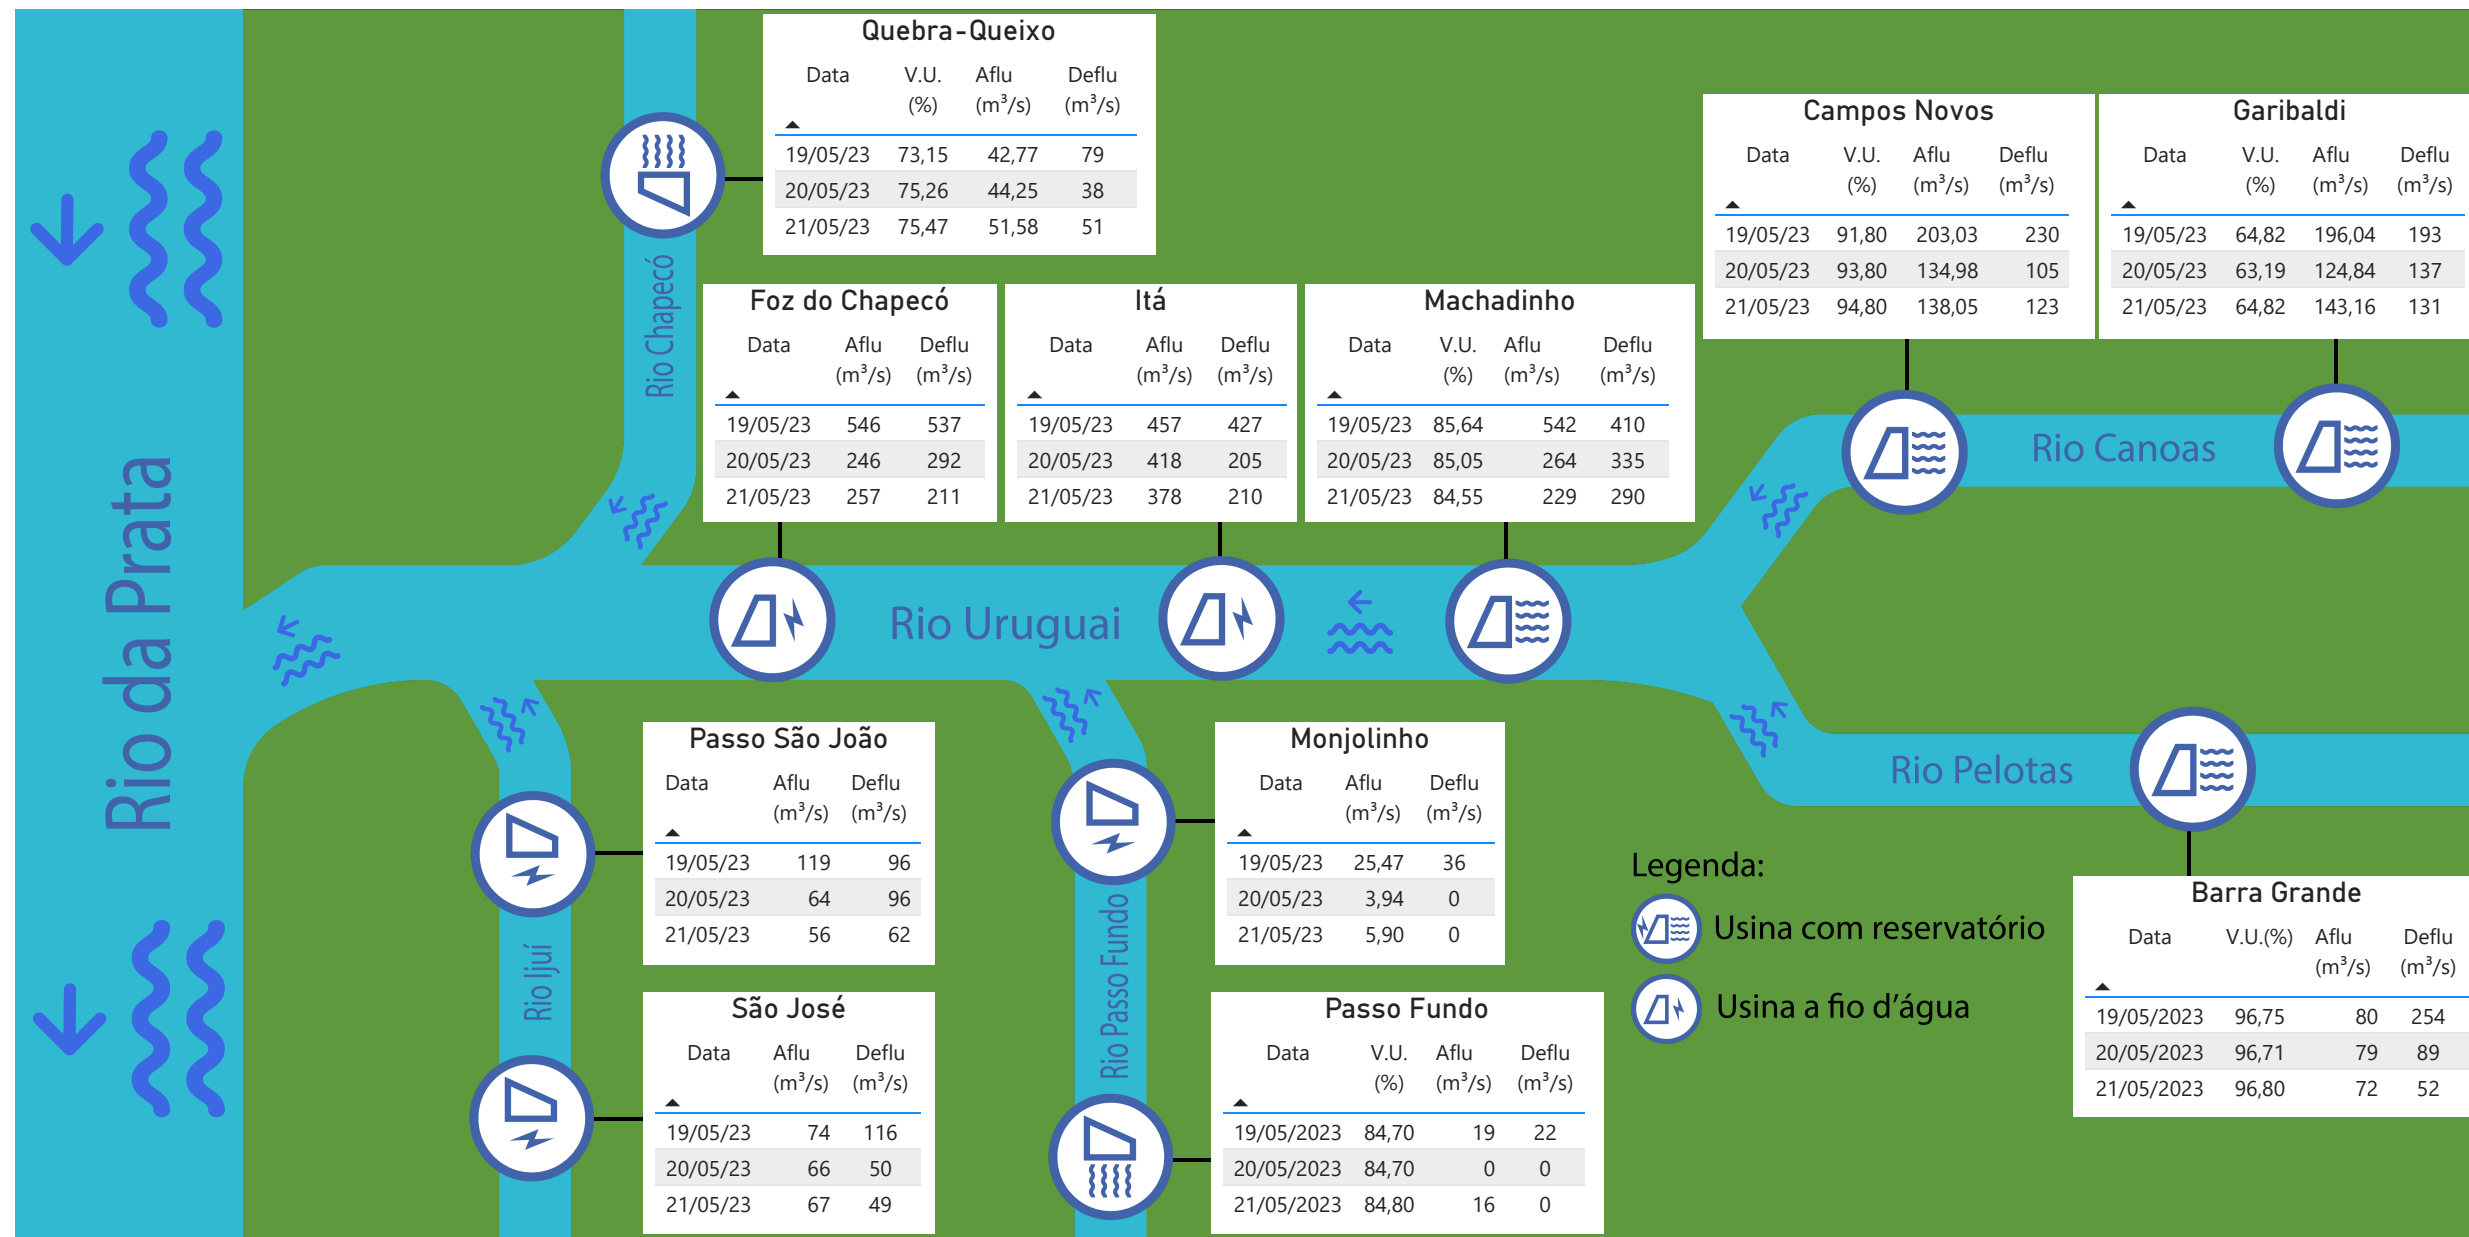 Quebra-Queixo
Data V.U. Aflu Deflu
(%) (m³/s) (m³/s)
19/05/23 73,15 42,77 79
20/05/23 75,26 44,25 38
21/05/23 75,47 51,58 51
Campos Novos
Data V.U. Aflu Deflu
(%) (m³/s) (m³/s)
19/05/23 91,80 203,03 230
20/05/23 93,80 134,98 105
21/05/23 94,80 138,05 123
Garibaldi
Data V.U. Aflu Deflu
(%) (m³/s) (m³/s)
19/05/23 64,82 196,04 193
20/05/23 63,19 124,84 137
21/05/23 64,82 143,16 131
Rio Chapecó
Foz do Chapecó
Data Aflu Deflu
(m³/s) (m³/s)
19/05/23 546 537
20/05/23 246 292
21/05/23 257 211
Itá
Data Aflu Deflu
(m³/s) (m³/s)
19/05/23 457 427
20/05/23 418 205
21/05/23 378 210
Machadinho
Data V.U. Aflu Deflu
(%) (m³/s) (m³/s)
19/05/23 85,64 542 410
20/05/23 85,05 264 335
21/05/23 84,55 229 290
Rio Canoas
Rio da Prata
Rio Uruguai
Rio Pelotas
Passo São João
Data Aflu Deflu
(m³/s) (m³/s)
19/05/23 119 96
20/05/23 64 96
21/05/23 56 62
Monjolinho
Data Aflu Deflu
(m³/s) (m³/s)
19/05/23 25,47 36
20/05/23 3,94 0
21/05/23 5,90 0
Legenda:
Usina com reservatório
Usina a fio d’água
Barra Grande
Data V.U.(%) Aflu Deflu
(m³/s) (m³/s)
19/05/2023 96,75 80 254
20/05/2023 96,71 79 89
21/05/2023 96,80 72 52
Rio Ijuí
São José
Data Aflu Deflu
(m³/s) (m³/s)
19/05/23 74 116
20/05/23 66 50
21/05/23 67 49
Rio Passo Fundo
Passo Fundo
Data V.U. Aflu Deflu
(%) (m³/s) (m³/s)
19/05/2023 84,70 19 22
20/05/2023 84,70 0 0
21/05/2023 84,80 16 0